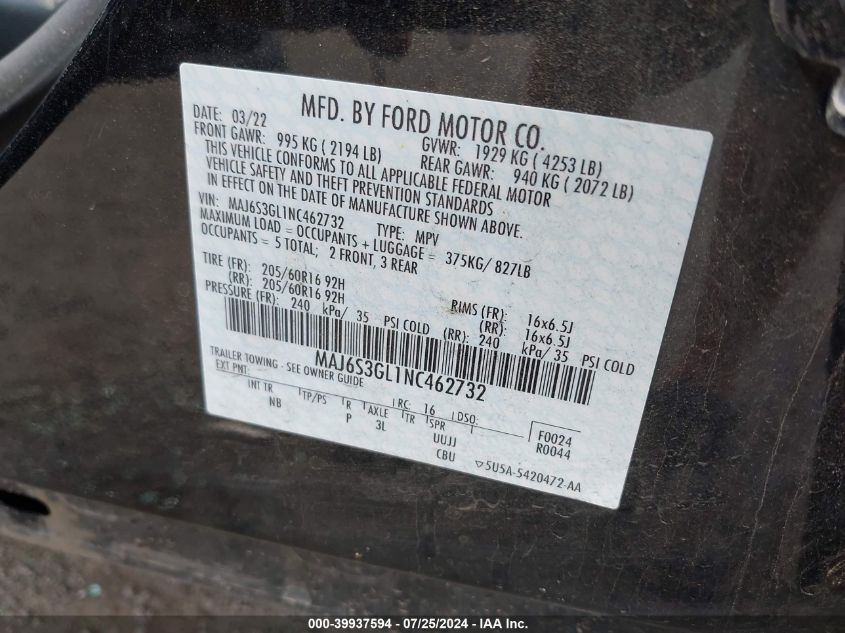 MFD. BY FORD MOTOR CO.
DATE: 03/22 GVWR: 1929 KG ( 4253 LB)
FRONT GAWR: 995 KG ( 2194 LB) REAR GAWR: 940 KG ( 2072 LB)
THIS VEHICLE CONFORMS TO ALL APPLICABLE FEDERAL MOTOR
VEHICLE SAFETY AND THEFT PREVENTION STANDARDS
IN EFFECT ON THE DATE OF MANUFACTURE SHOWN ABOVE.
VIN: MAJ6S3GL1NC462732 TYPE: MPV
MAXIMUM LOAD = OCCUPANTS + LUGGAGE = 375KG/ 827LB
OCCUPANTS = 5 TOTAL; 2 FRONT, 3 REAR
TIRE (FR): 205/60R16 92H RIMS (FR): 16x6.5J
(RR): 205/60R16 92H (RR): 16x6.5J
PRESSURE (FR): 240 kPa/ 35 PSI COLD (RR): 240 kPa/ 35 PSI COLD
MAJ6S3GL1NC462732
TRAILER TOWING - SEE OWNER GUIDE
EXT PNT: RC: 16 DSO:
INT TR TP/PS R AXLE TR SPR F0024
NB P 3L UUJJ R0044
CBU
5U5A-5420472-AA
000-39937594 - 07/25/2024 - IAA Inc.